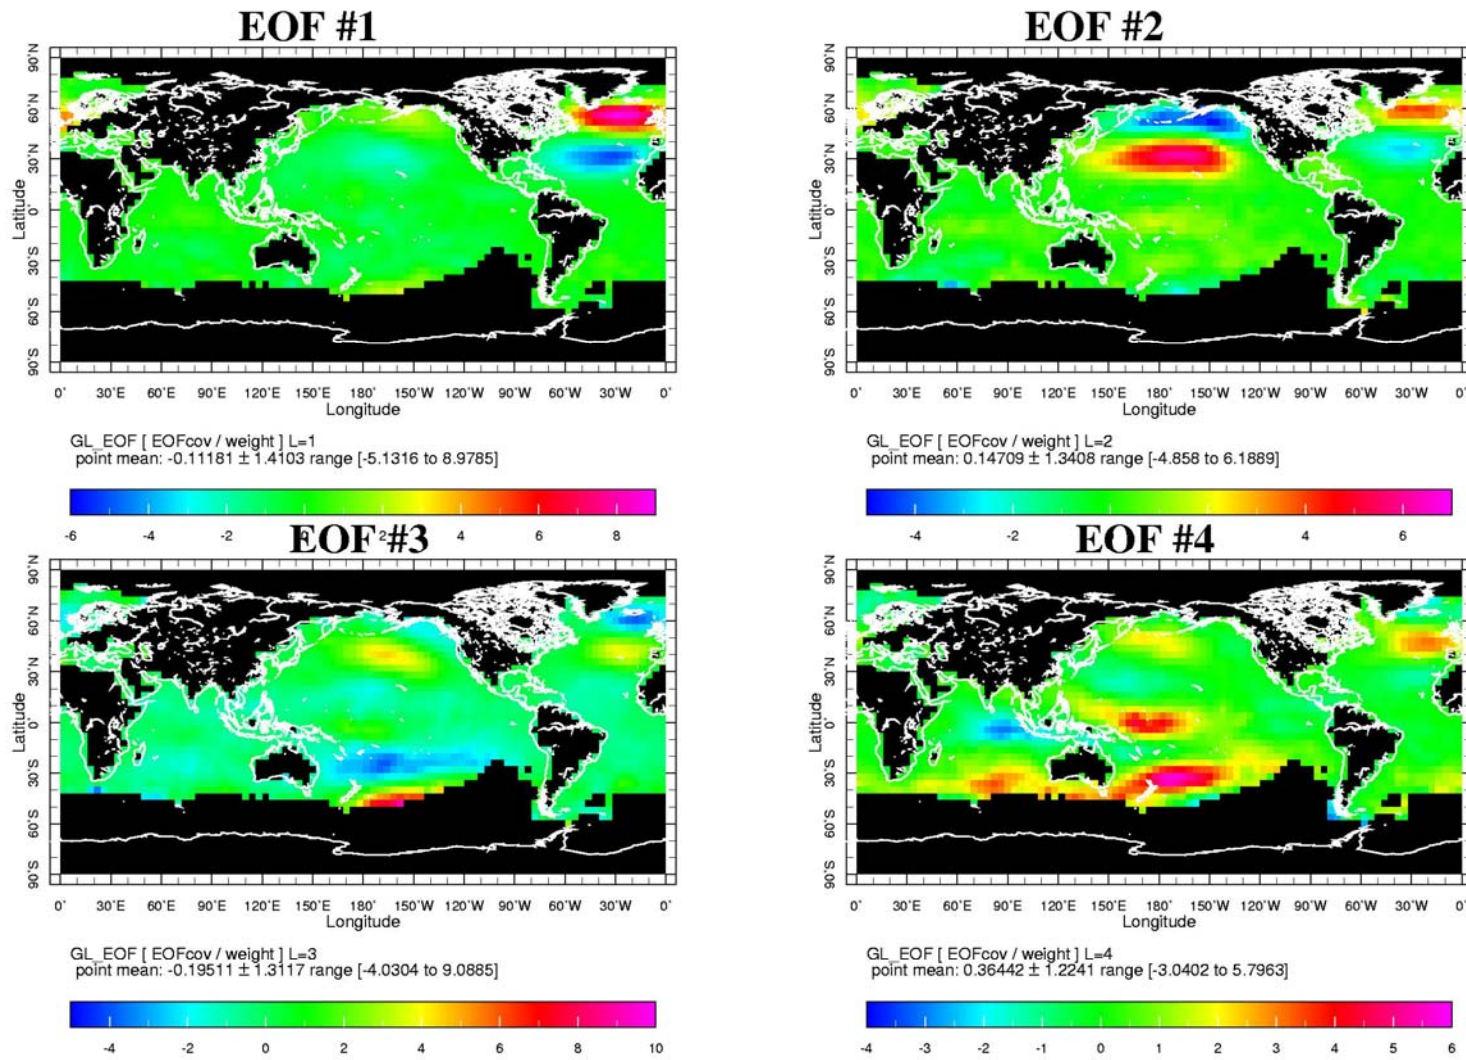 EOF #1
90°N
60°N
30°N
0°
30°S
60°S
90°S
Latitude
0° 30°E 60°E 90°E 120°E 150°E 180° 150°W 120°W 90°W 60°W 30°W 0°
Longitude
GL_EOF [ EOFcov / weight ] L=1
point mean: -0.11181 ± 1.4103 range [-5.1316 to 8.9785]
-6 -4 -2 0 2 4 6 8
EOF #2
90°N
60°N
30°N
0°
30°S
60°S
90°S
Latitude
0° 30°E 60°E 90°E 120°E 150°E 180° 150°W 120°W 90°W 60°W 30°W 0°
Longitude
GL_EOF [ EOFcov / weight ] L=2
point mean: 0.14709 ± 1.3408 range [-4.858 to 6.1889]
-4 -2 4 6
EOF #3
90°N
60°N
30°N
0°
30°S
60°S
90°S
Latitude
0° 30°E 60°E 90°E 120°E 150°E 180° 150°W 120°W 90°W 60°W 30°W 0°
Longitude
GL_EOF [ EOFcov / weight ] L=3
point mean: -0.19511 ± 1.3117 range [-4.0304 to 9.0885]
-4 -2 0 2 4 6 8 10
EOF #4
90°N
60°N
30°N
0°
30°S
60°S
90°S
Latitude
0° 30°E 60°E 90°E 120°E 150°E 180° 150°W 120°W 90°W 60°W 30°W 0°
Longitude
GL_EOF [ EOFcov / weight ] L=4
point mean: 0.36442 ± 1.2241 range [-3.0402 to 5.7963]
-4 -3 -2 -1 0 1 2 3 4 5 6